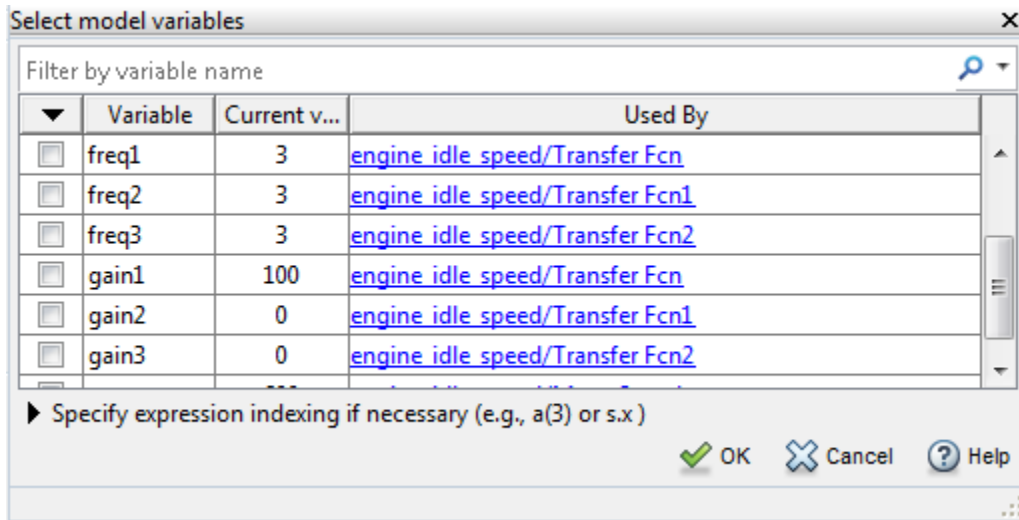 Select model variables
Filter by variable name
Variable Current v... Used By
freq1 3 engine_idle_speed/Transfer Fcn
freq2 3 engine_idle_speed/Transfer Fcn1
freq3 3 engine_idle_speed/Transfer Fcn2
gain1 100 engine_idle_speed/Transfer Fcn
gain2 0 engine_idle_speed/Transfer Fcn1
gain3 0 engine_idle_speed/Transfer Fcn2
Specify expression indexing if necessary (e.g., a(3) or s.x )
OK Cancel Help